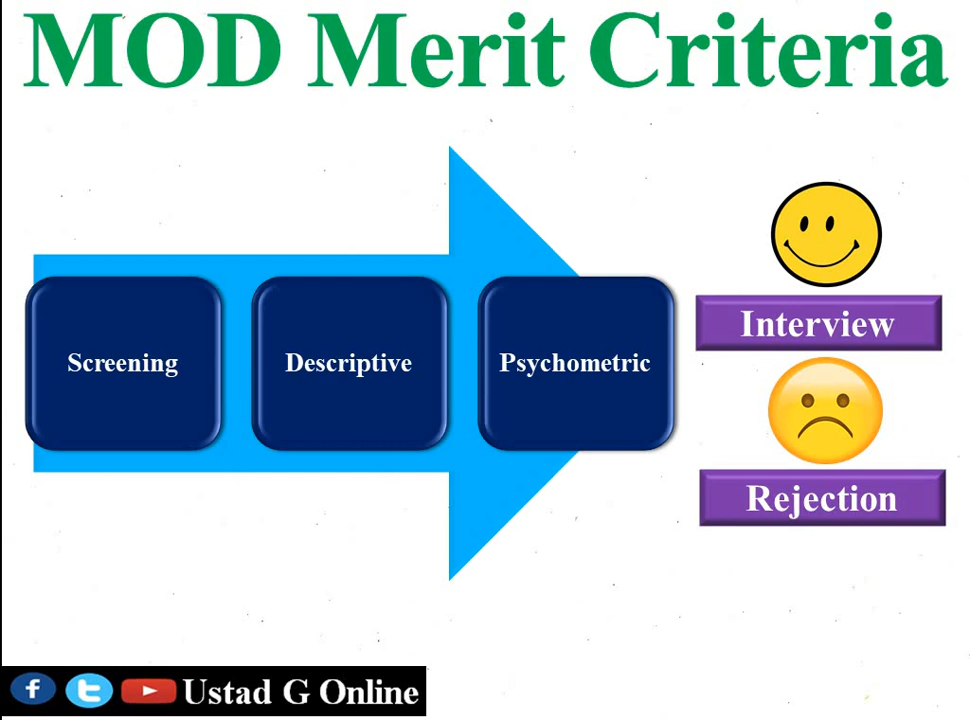 MOD Merit Criteria
Screening
Descriptive
Psychometric
Interview
Rejection
Ustad G Online